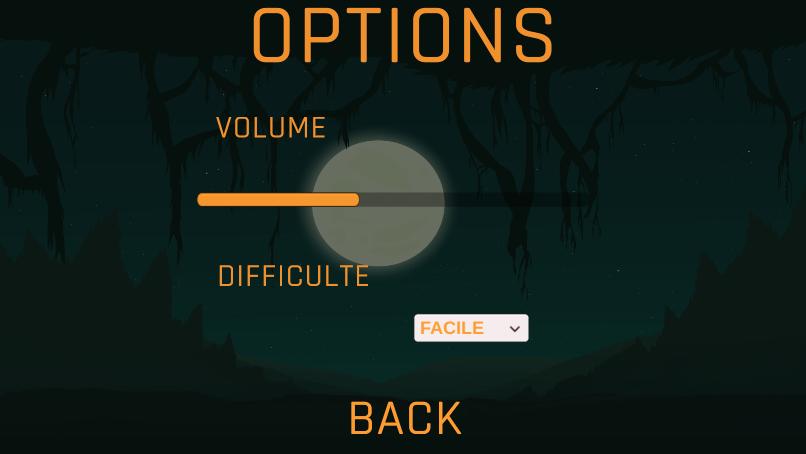 OPTIONS
VOLUME
DIFFICULTE
FACILE
BACK